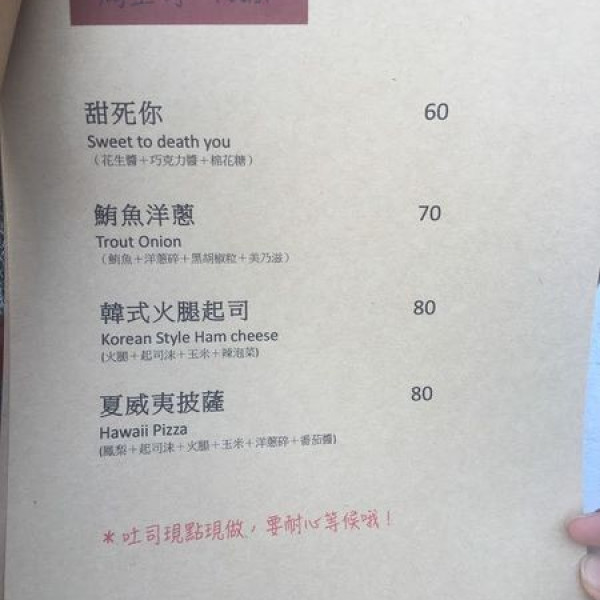 甜死你 60
Sweet to death you
（花生醬＋巧克力醬＋棉花糖）
鮪魚洋蔥 70
Trout Onion
（鮪魚＋洋蔥碎＋黑胡椒粒＋美乃滋）
韓式火腿起司 80
Korean Style Ham cheese
(火腿＋起司沫＋玉米＋辣泡菜)
夏威夷披薩 80
Hawaii Pizza
(鳳梨＋起司沫＋火腿＋玉米＋洋蔥碎＋番茄醬)
＊吐司現點現做，要耐心等候哦！